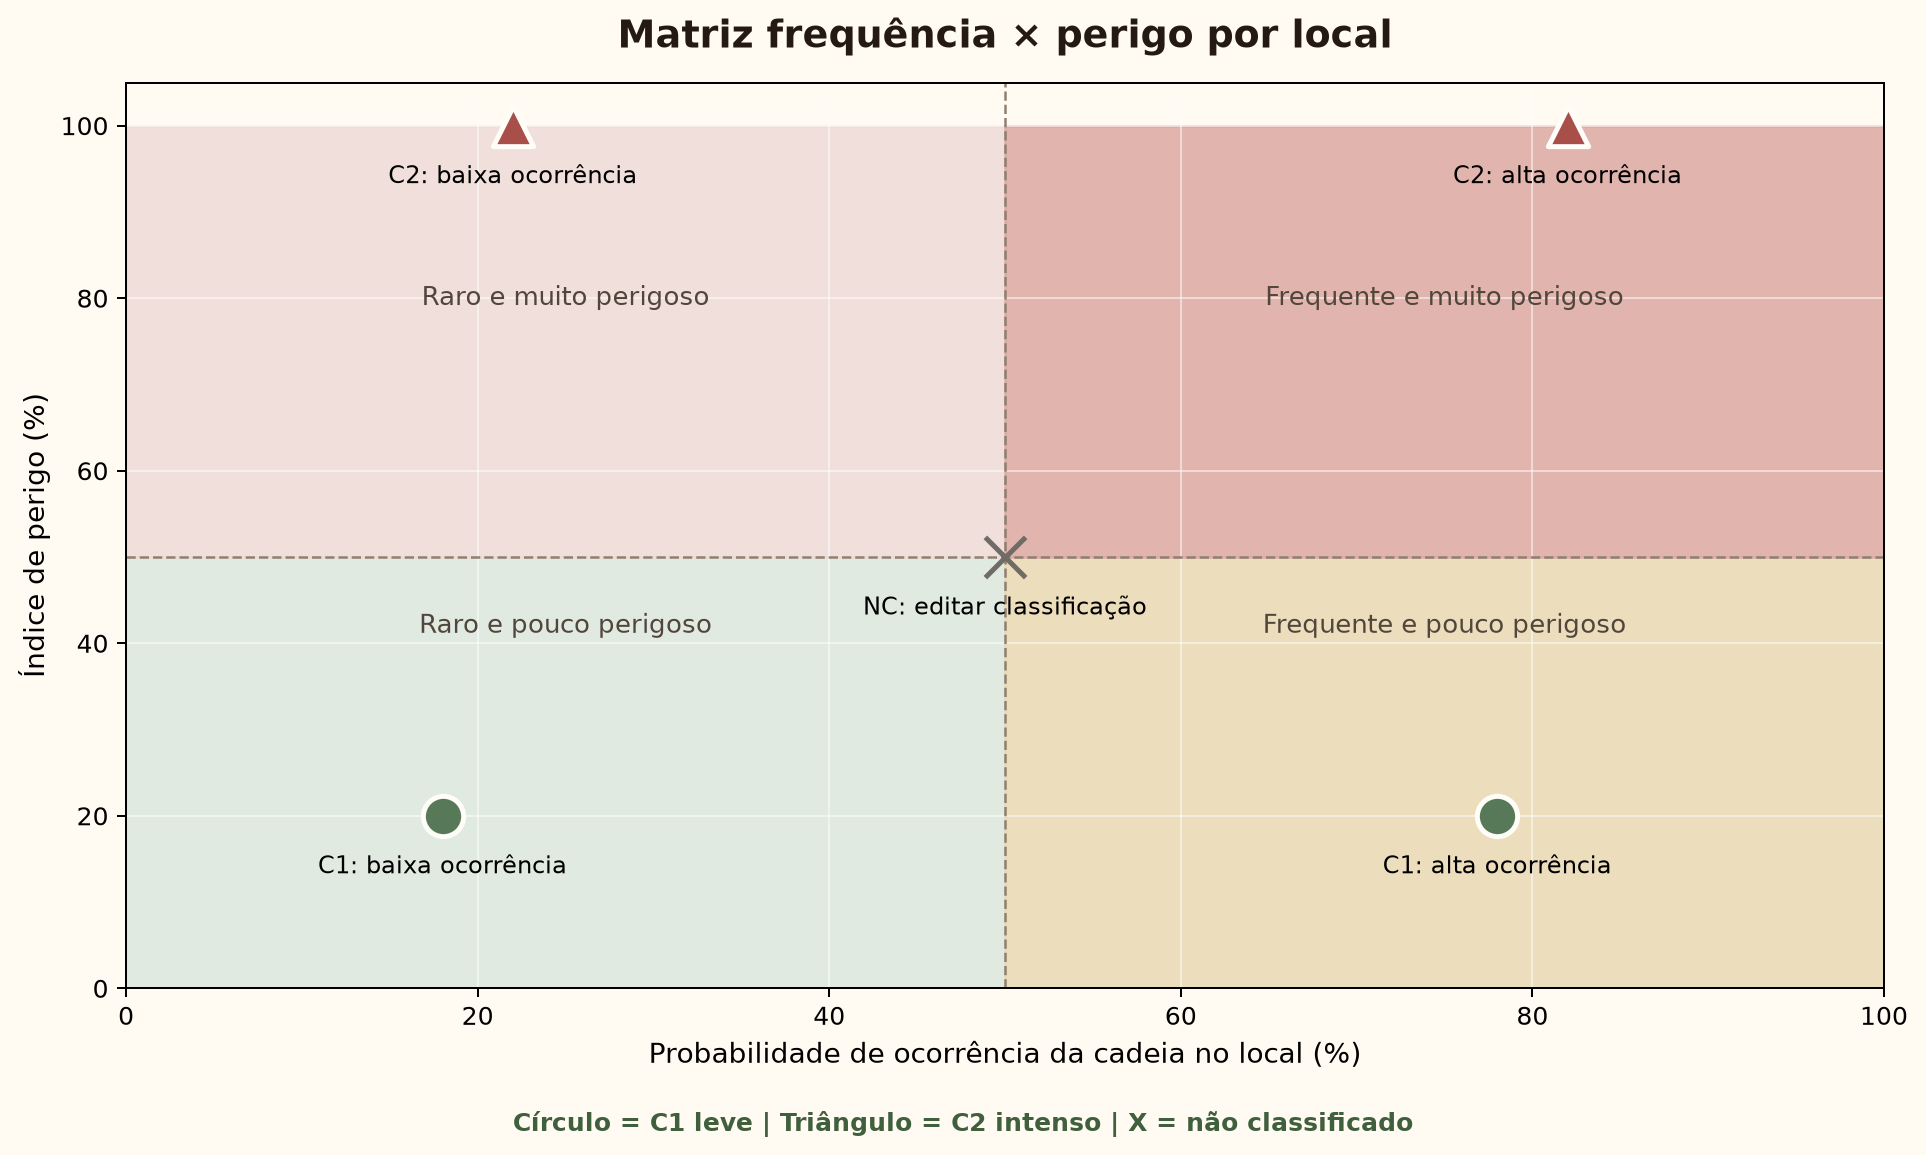 Matriz frequência × perigo por local
100
C2: baixa ocorrência
C2: alta ocorrência
80
Raro e muito perigoso
Frequente e muito perigoso
60
Índice de perigo (%)
NC: editar classificação
Raro e pouco perigoso
Frequente e pouco perigoso
40
20
C1: baixa ocorrência
C1: alta ocorrência
0
0 20 40 60 80 100
Probabilidade de ocorrência da cadeia no local (%)
Círculo = C1 leve | Triângulo = C2 intenso | X = não classificado